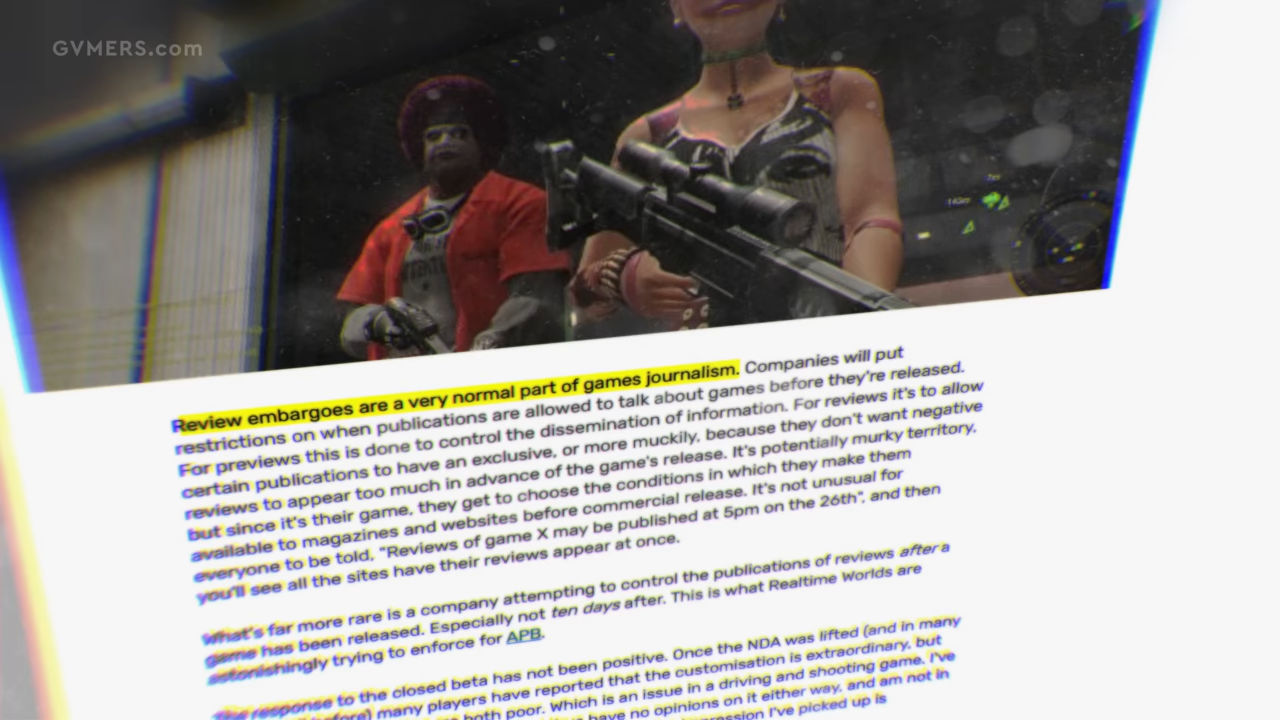 GVMERS.com
Review embargoes are a very normal part of games journalism. Companies will put
restrictions on when publications are allowed to talk about games before they're released.
For previews this is done to control the dissemination of information. For reviews it's to allow
certain publications to have an exclusive, or more muckily, because they don't want negative
reviews to appear too much in advance of the game's release. It's potentially murky territory,
but since it's their game, they get to choose the conditions in which they make them
available to magazines and websites before commercial release. It's not unusual for
everyone to be told, "Reviews of game X may be published at 5pm on the 26th", and then
you'll see all the sites have their reviews appear at once.
What's far more rare is a company attempting to control the publications of reviews after a
game has been released. Especially not ten days after. This is what Realtime Worlds are
astonishingly trying to enforce for APB.
The response to the closed beta has not been positive. Once the NDA was lifted (and in many
before) many players have reported that the customisation is extraordinary, but
both poor. Which is an issue in a driving and shooting game. I've
have no opinions on it either way, and am not in
impression I've picked up is